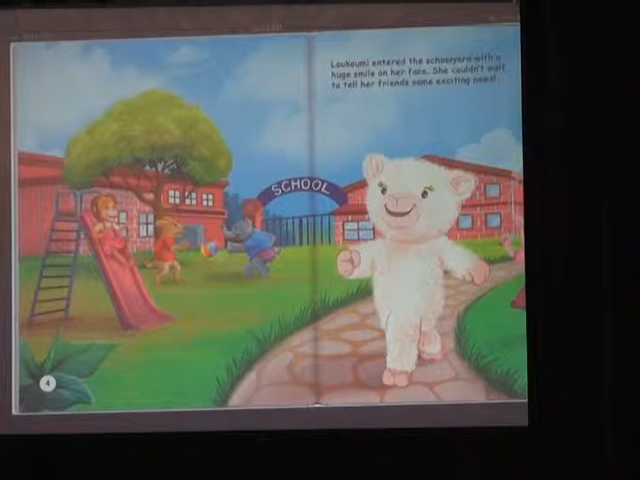 Loukoumi entered the schoolyard with a
huge smile on her face. She couldn't wait
to tell her friends some exciting news!
SCHOOL
4